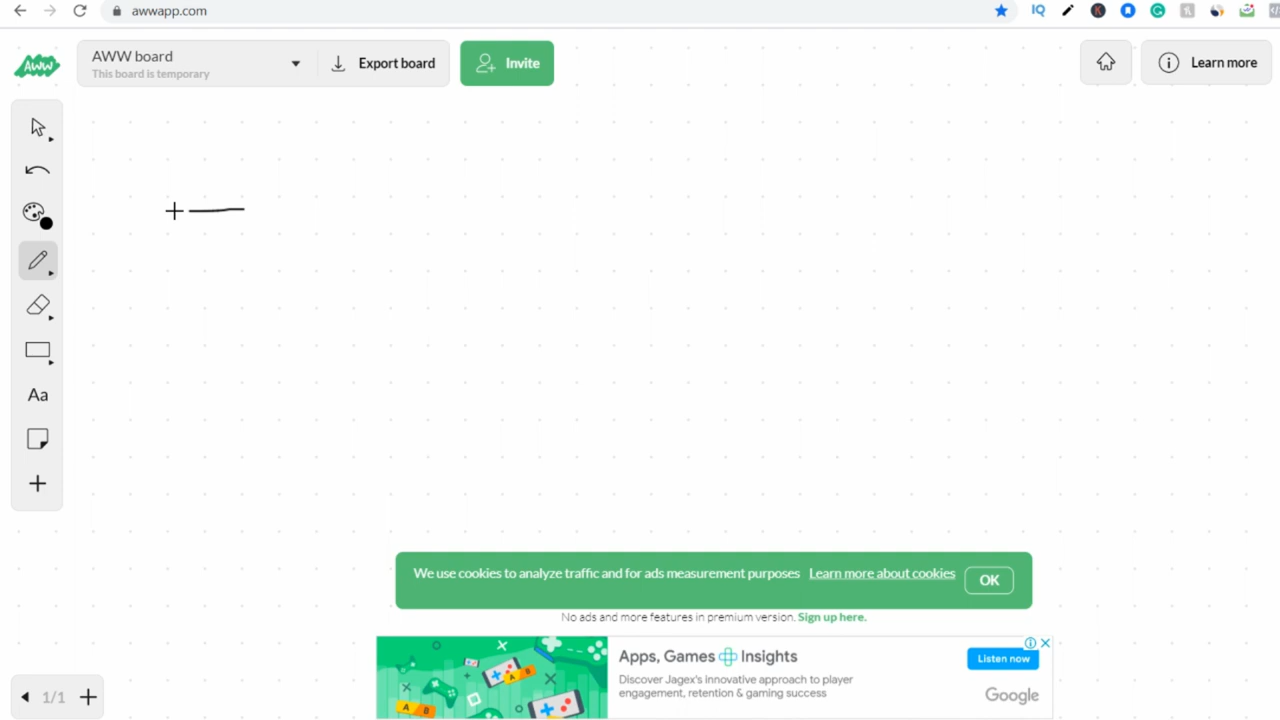 awwapp.com
IQ
K
AWW
AWW board
This board is temporary
Export board
Invite
Learn more
Aa
We use cookies to analyze traffic and for ads measurement purposes Learn more about cookies
OK
No ads and more features in premium version. Sign up here.
Apps, Games Insights
Discover Jagex's innovative approach to player
engagement, retention & gaming success
Listen now
Google
A B
A B
1/1